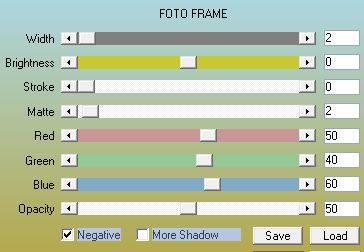 FOTO FRAME
Width 2
Brightness 0
Stroke 0
Matte 2
Red 50
Green 40
Blue 60
Opacity 50
Negative More Shadow Save Load